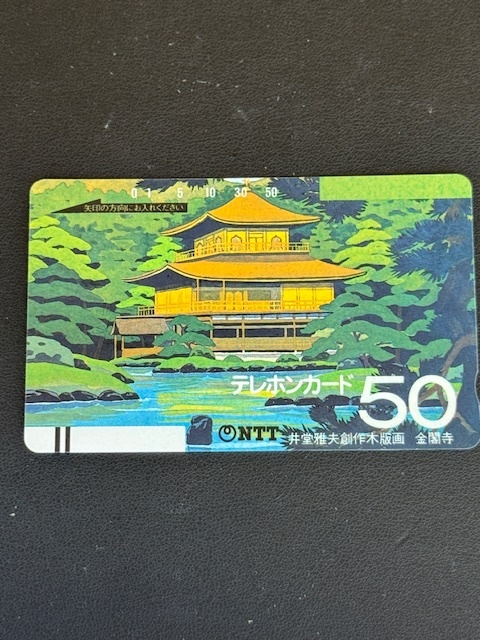 0 1 5 10 30 50
矢印の方向にお入れください
テレホンカード 50
NTT
井堂雅夫創作木版画 金閣寺